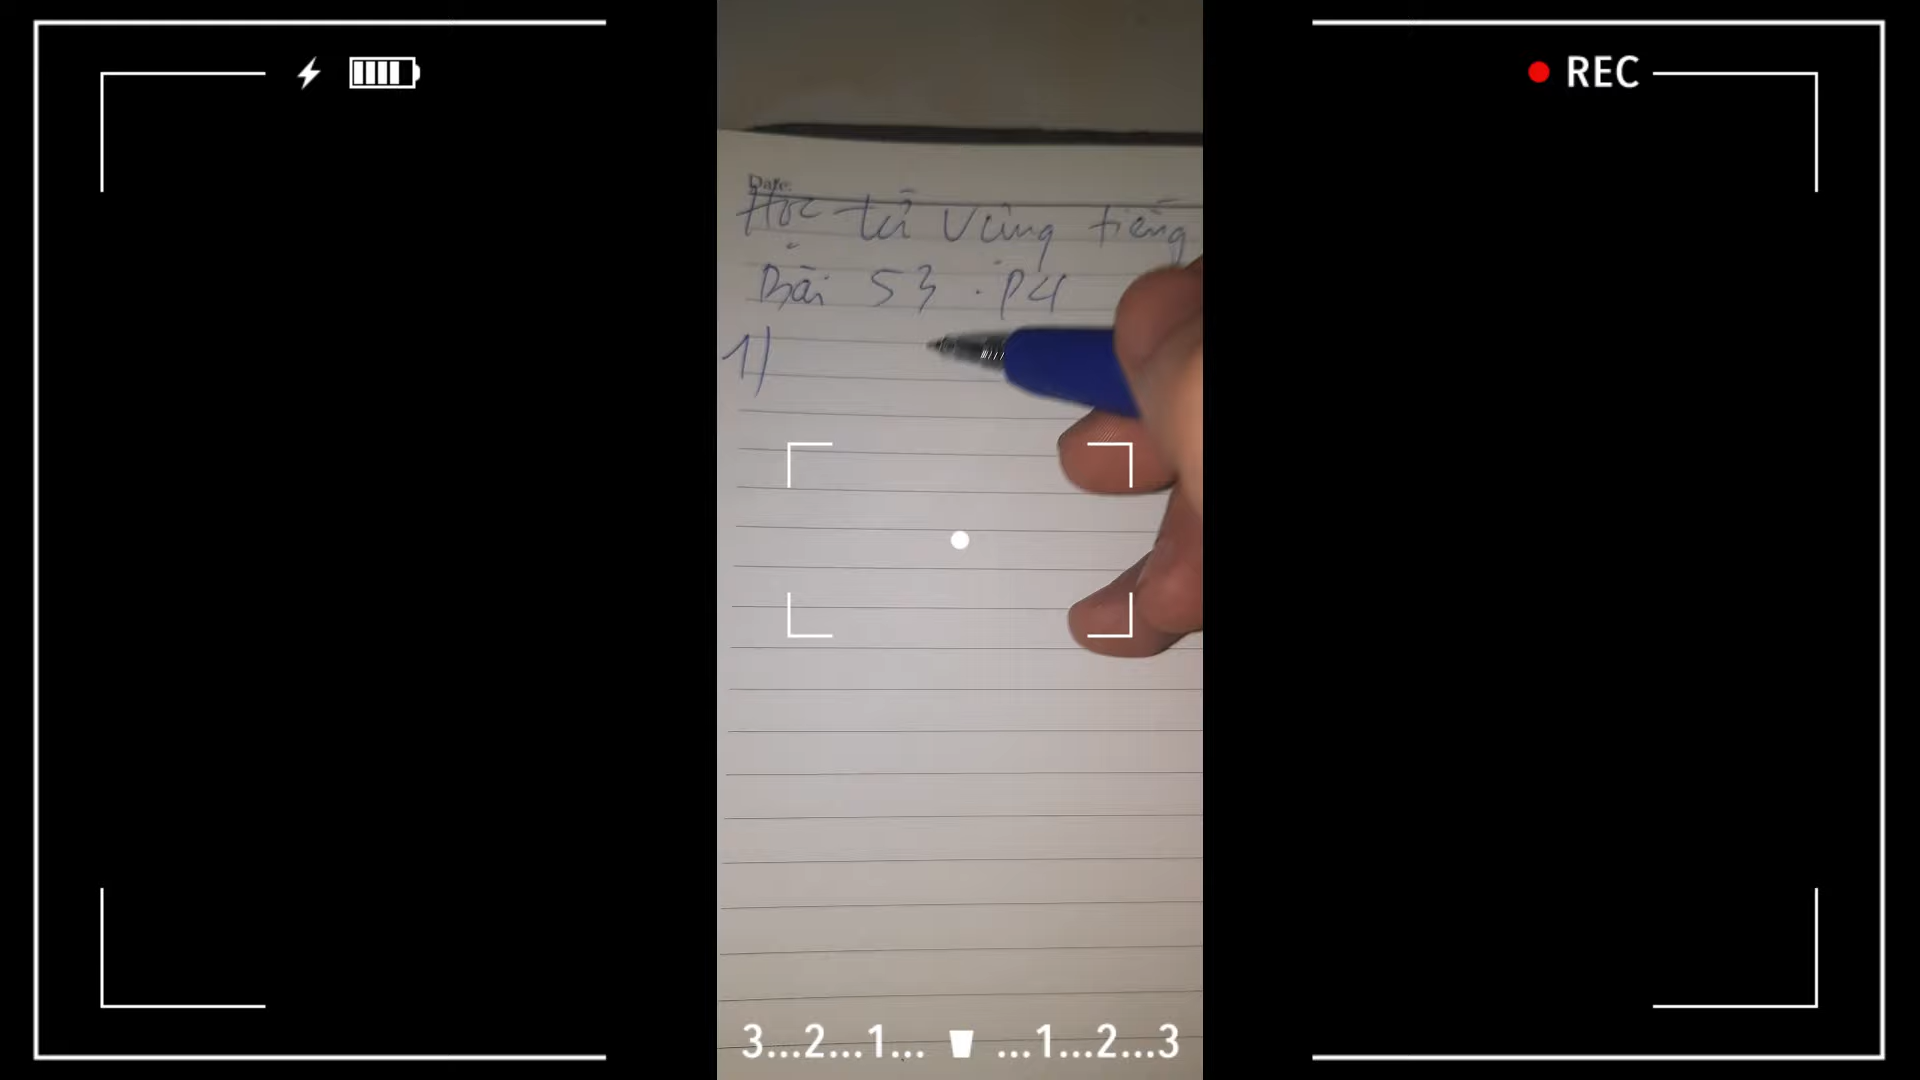 REC
Date:
Học từ vựng tiếng
Bài 53. P4
1)
3...2...1... ...1...2...3